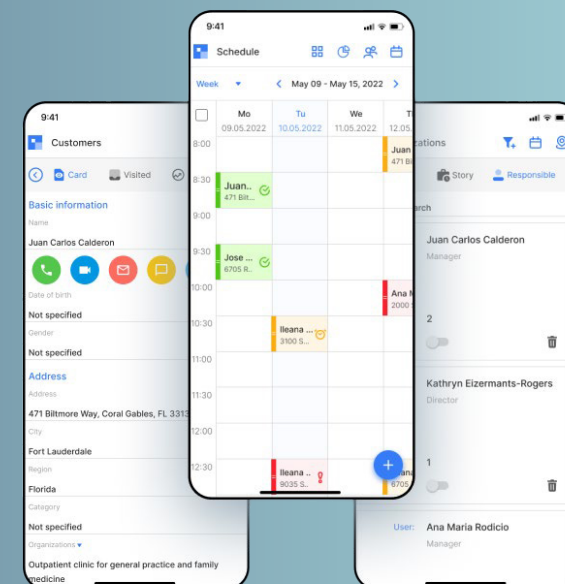 9:41
Schedule
Week
May 09 - May 15, 2022
Mo
09.05.2022
Tu
10.05.2022
We
11.05.2022
12.05.
8:00
Juan
471 Bi
8:30
Juan..
471 Bilt...
9:00
9:30
Jose ...
6705 R..
10:00
Ana
2000
10:30
Ileana ...
3100 S...
11:00
11:30
12:00
12:30
Ileana ..
9035 S..
ana
6705
+
9:41
Customers
Card
Visited
Basic information
Name
Juan Carlos Calderon
Date of birth
Not specified
Gender
Not specified
Address
Address
471 Biltmore Way, Coral Gables, FL 3313
City
Fort Lauderdale
Region
Florida
Category
Not specified
Organizations
Outpatient clinic for general practice and family
medicine
zations
Story
Responsible
arch
Juan Carlos Calderon
Manager
2
Kathryn Eizermants-Rogers
Director
1
User:
Ana Maria Rodicio
Manager